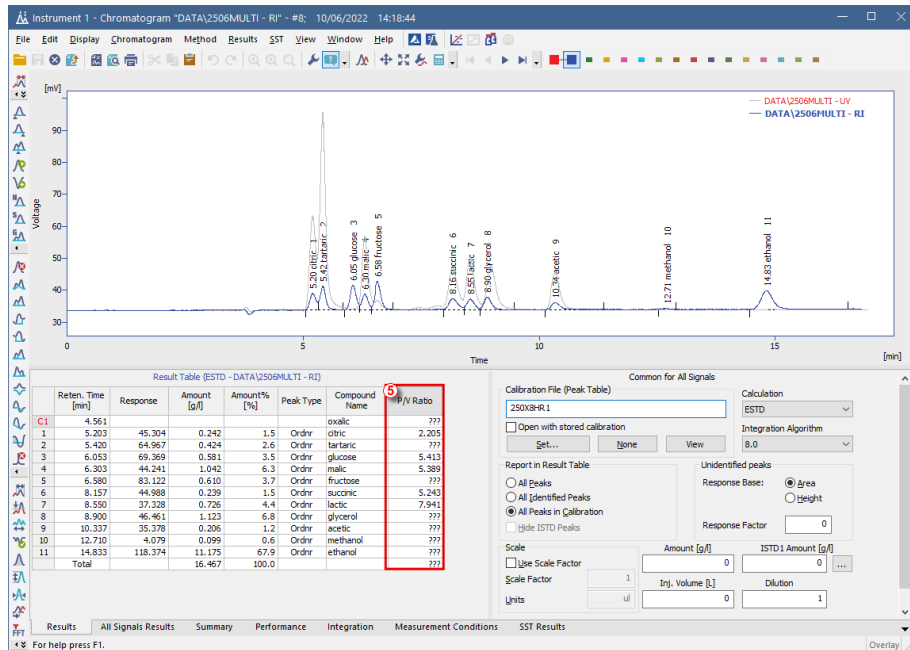 Instrument 1 - Chromatogram "DATA\2506MULTI - RI" - #8; 10/06/2022 14:18:44
File Edit Display Chromatogram Method Results SST View Window Help
[mV]
DATA\2506MULTI - UV
DATA\2506MULTI - RI
90
80
70
60
50
40
30
Voltage
5.20 citric 1
5.42 tartaric 2
6.05 glucose 3
6.30 malic 4
6.58 fructose 5
8.16 succinic 6
8.55 lactic 7
8.90 glycerol 8
10.34 acetic 9
12.71 methanol 10
14.83 ethanol 11
0 5 10 15
Time
[min]
Result Table (ESTD - DATA\2506MULTI - RI)
5
Reten. Time [min] Response Amount [g/l] Amount% [%] Peak Type Compound Name P/V Ratio
C1 4.561 oxalic ???
1 5.203 45.304 0.242 1.5 Ordnr citric 2.205
2 5.420 64.967 0.424 2.6 Ordnr tartaric ???
3 6.053 69.369 0.581 3.5 Ordnr glucose 5.413
4 6.303 44.241 1.042 6.3 Ordnr malic 5.389
5 6.580 83.122 0.610 3.7 Ordnr fructose ???
6 8.157 44.988 0.239 1.5 Ordnr succinic 5.243
7 8.550 37.328 0.726 4.4 Ordnr lactic 7.941
8 8.900 46.461 1.123 6.8 Ordnr glycerol ???
9 10.337 35.378 0.206 1.2 Ordnr acetic ???
10 12.710 4.079 0.099 0.6 Ordnr methanol ???
11 14.833 118.374 11.175 67.9 Ordnr ethanol ???
Total 16.467 100.0 ???
Common for All Signals
Calibration File (Peak Table)
250X8HR1
Open with stored calibration
Set... None View
Calculation
ESTD
Integration Algorithm
8.0
Report in Result Table
All Peaks
All Identified Peaks
All Peaks in Calibration
Hide ISTD Peaks
Unidentified peaks
Response Base: Area
Height
Response Factor 0
Scale
Use Scale Factor
Scale Factor 1
Units ul
Amount [g/l]
0
ISTD1 Amount [g/l]
0 ...
Inj. Volume [L]
0
Dilution
1
Results All Signals Results Summary Performance Integration Measurement Conditions SST Results
FFT
For help press F1.
Overlay